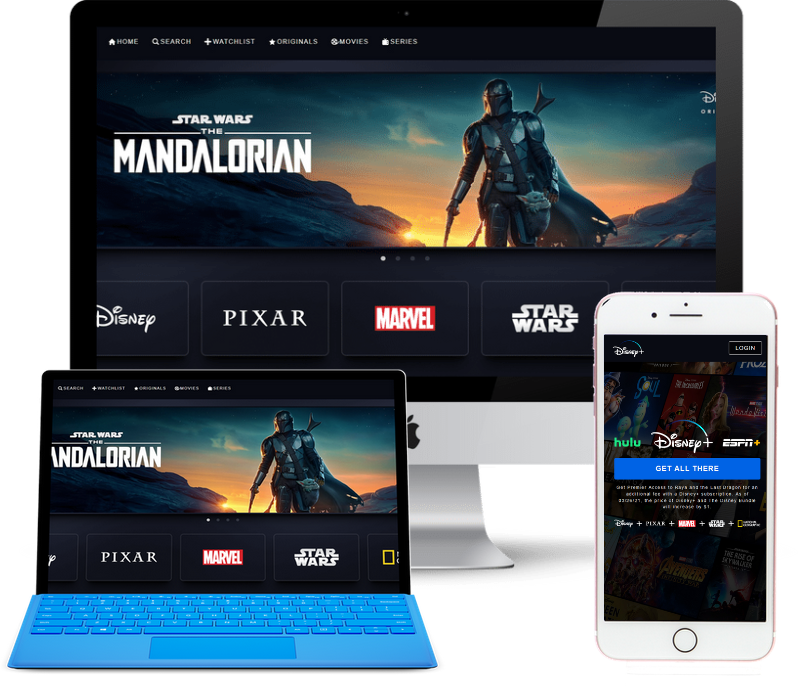 HOME SEARCH WATCHLIST ORIGINALS MOVIES SERIES
STAR WARS
THE
MANDALORIAN
Disney PIXAR MARVEL STAR WARS
SEARCH WATCHLIST ORIGINALS MOVIES SERIES
STAR WARS
ANDALORIAN
PIXAR MARVEL STAR WARS
Disney+ LOGIN
hulu Disney+ ESPN+
GET ALL THERE
Get Premier Access to Raya and the Last Dragon for an
additional fee with a Disney+ subscription. As of
03/26/21, the price of Disney+ and The Disney Bundle
will increase by $1.
Disney + PIXAR + MARVEL + STAR WARS + NATIONAL GEOGRAPHIC
THE INCREDIBLES
AVENGERS
THE RISE OF
SKYWALKER